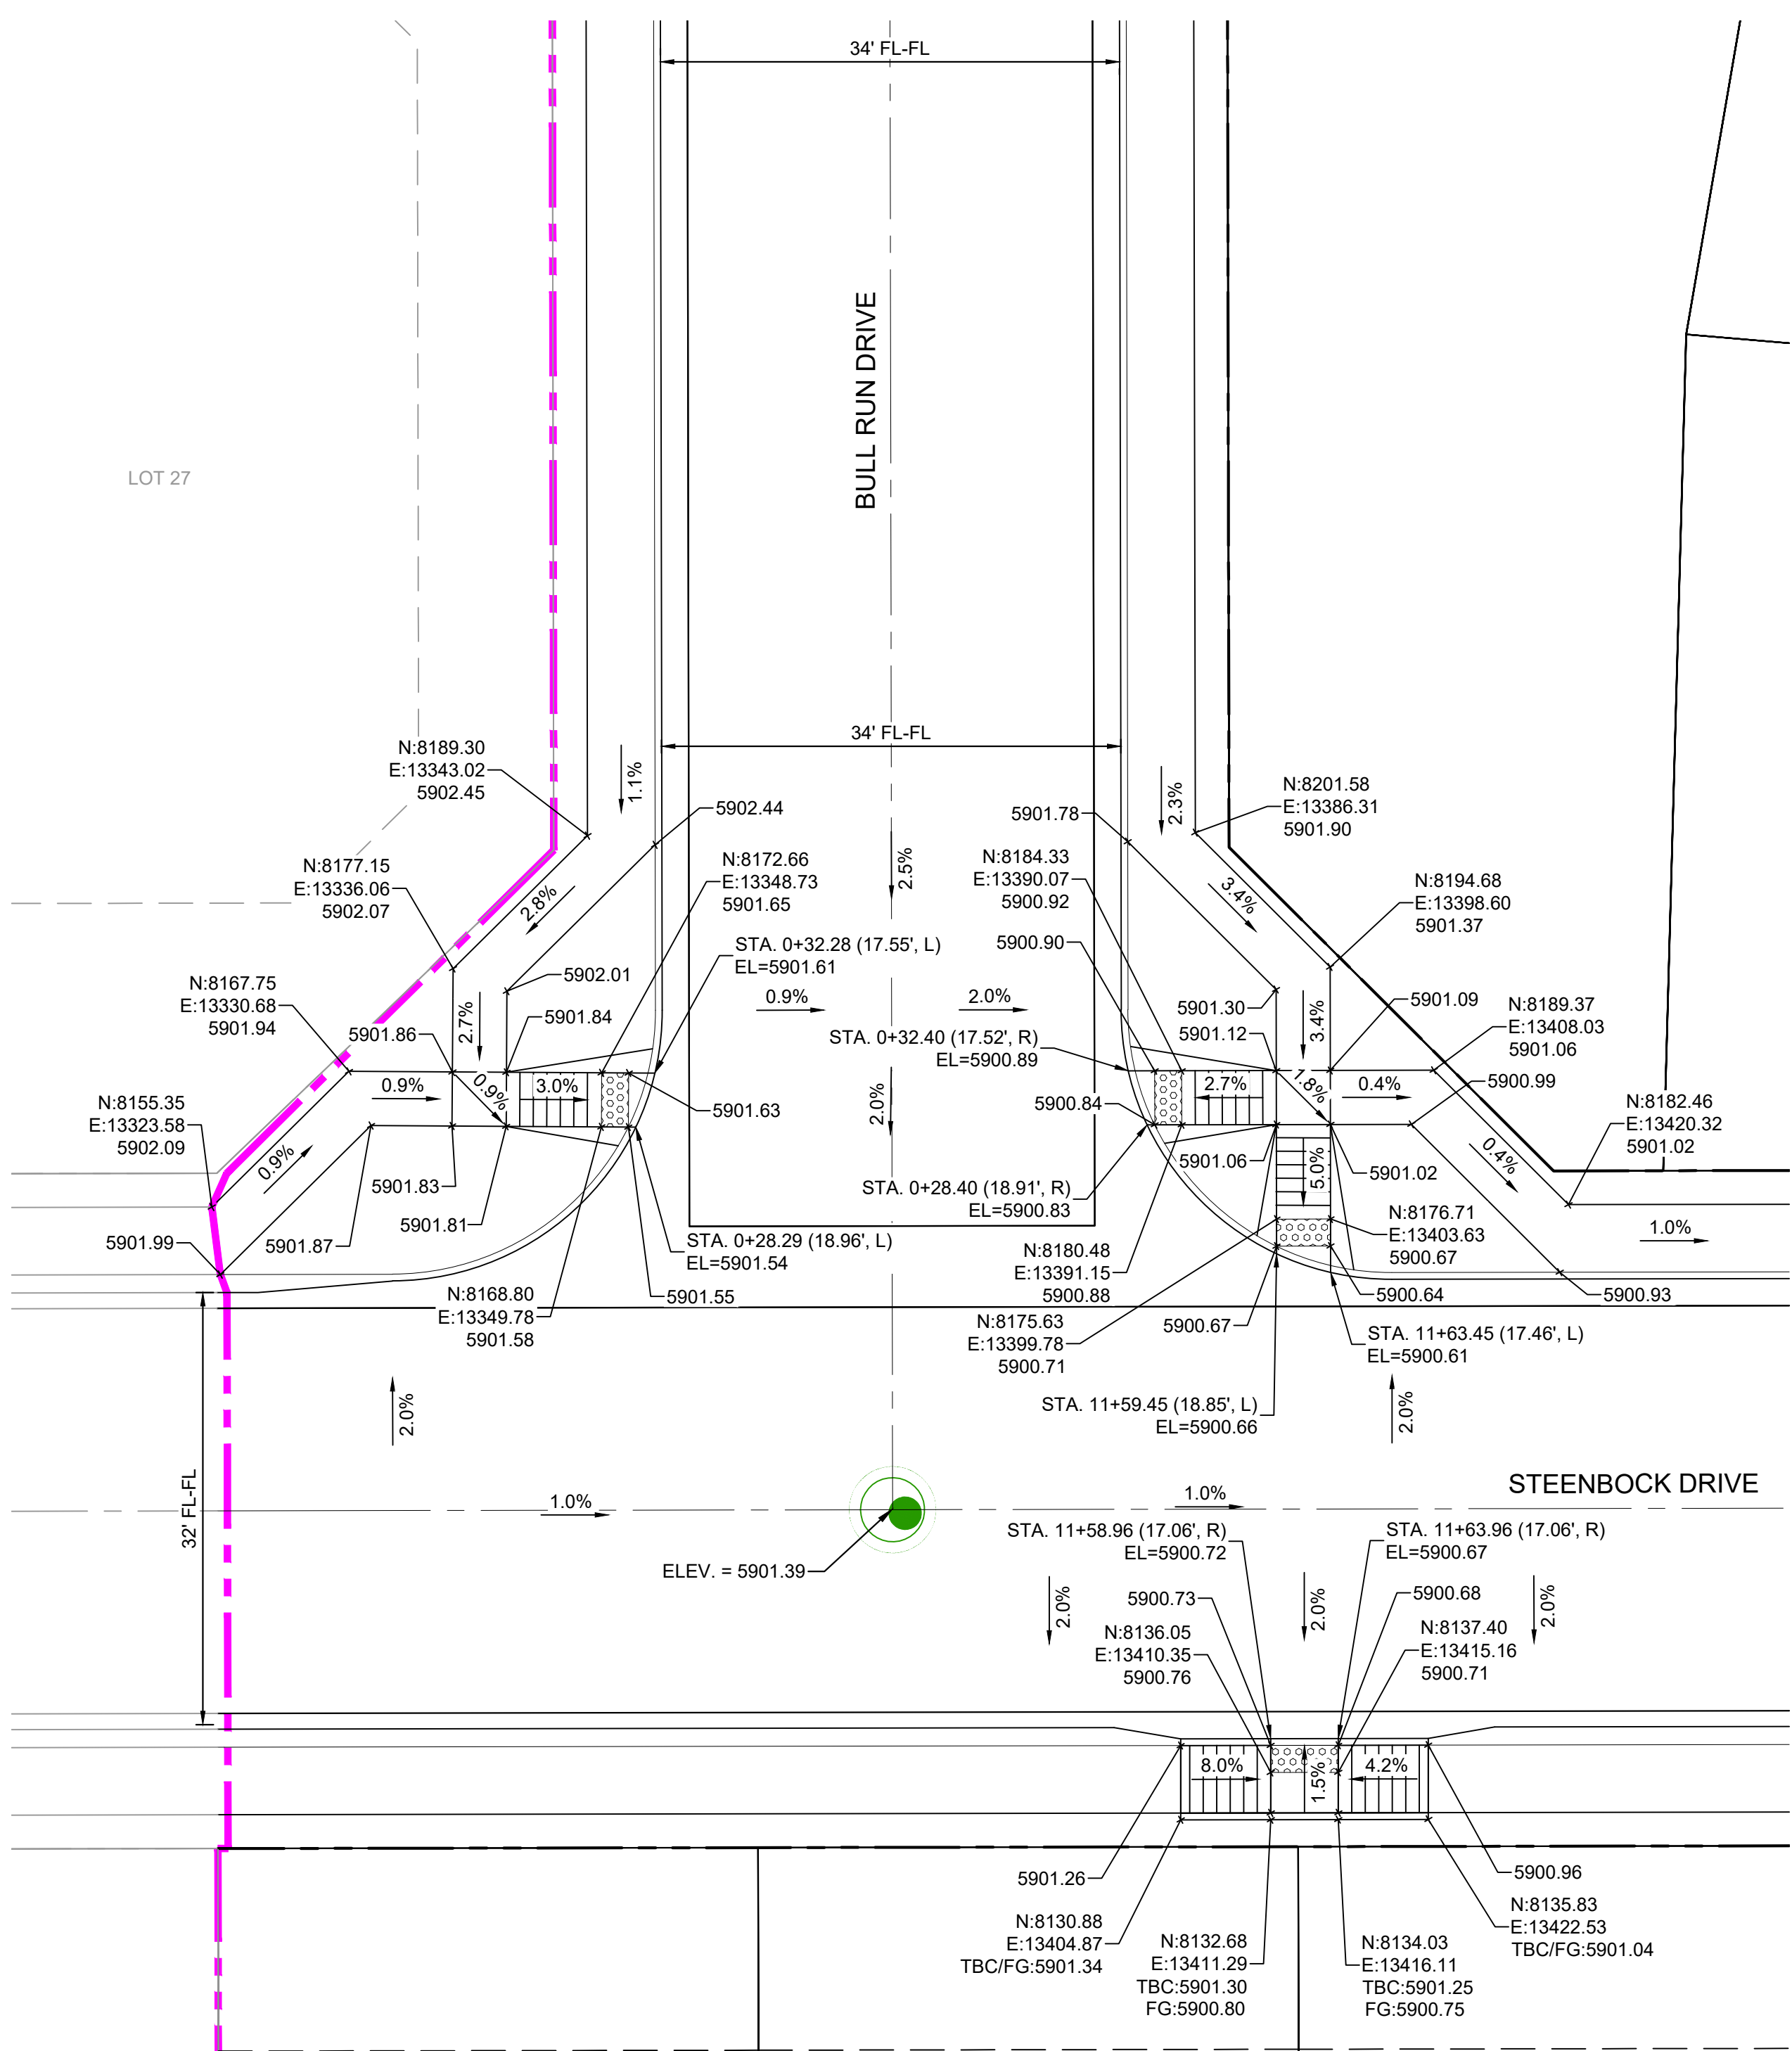 34' FL-FL
BULL RUN DRIVE
LOT 27
34' FL-FL
N:8189.30
E:13343.02
5902.45
1.1%
5902.44
2.3%
5901.78
N:8201.58
E:13386.31
5901.90
N:8177.15
E:13336.06
5902.07
2.8%
N:8172.66
E:13348.73
5901.65
2.5%
N:8184.33
E:13390.07
5900.92
3.4%
N:8194.68
E:13398.60
5901.37
STA. 0+32.28 (17.55', L)
EL=5901.61
5900.90
5902.01
N:8167.75
E:13330.68
5901.94
5901.86
2.7%
5901.84
0.9%
2.0%
5901.30
5901.12
3.4%
5901.09
N:8189.37
E:13408.03
5901.06
STA. 0+32.40 (17.52', R)
EL=5900.89
0.9%
0.9%
3.0%
5901.63
2.0%
5900.84
2.7%
1.8%
0.4%
5900.99
N:8155.35
E:13323.58
5902.09
0.9%
N:8182.46
E:13420.32
5901.02
0.4%
5901.83
5901.81
5901.06
5.0%
5901.02
STA. 0+28.40 (18.91', R)
EL=5900.83
5901.99
5901.87
STA. 0+28.29 (18.96', L)
EL=5901.54
N:8176.71
E:13403.63
5900.67
1.0%
N:8180.48
E:13391.15
5900.88
N:8168.80
E:13349.78
5901.58
5901.55
5900.64
5900.93
N:8175.63
E:13399.78
5900.71
5900.67
STA. 11+63.45 (17.46', L)
EL=5900.61
STA. 11+59.45 (18.85', L)
EL=5900.66
2.0%
2.0%
32' FL-FL
1.0%
1.0%
STEENBOCK DRIVE
ELEV. = 5901.39
STA. 11+58.96 (17.06', R)
EL=5900.72
STA. 11+63.96 (17.06', R)
EL=5900.67
2.0%
2.0%
2.0%
5900.73
5900.68
N:8136.05
E:13410.35
5900.76
N:8137.40
E:13415.16
5900.71
8.0%
1.5%
4.2%
5901.26
5900.96
N:8130.88
E:13404.87
TBC/FG:5901.34
N:8132.68
E:13411.29
TBC:5901.30
FG:5900.80
N:8134.03
E:13416.11
TBC:5901.25
FG:5900.75
N:8135.83
E:13422.53
TBC/FG:5901.04